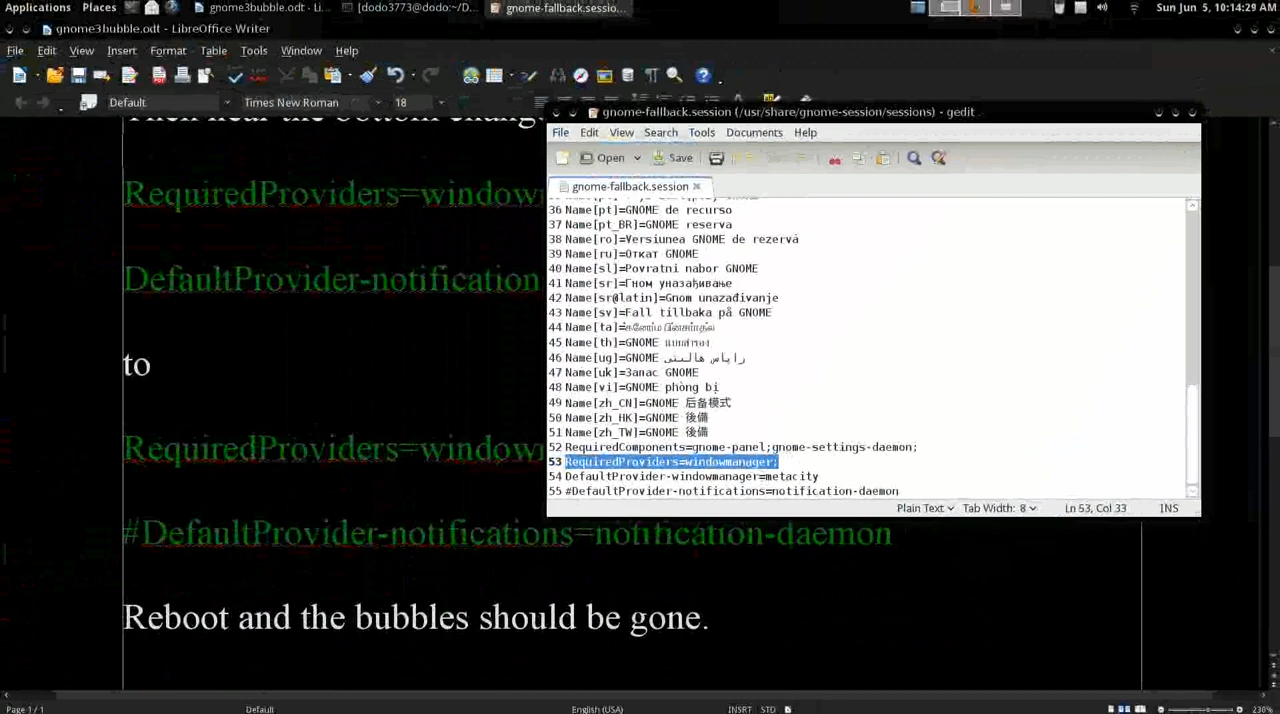 Applications Places gnome3bubble.odt - Li... [dodo3773@dodo:~/D... gnome-fallback.sessio... Sun Jun 5, 10:14:29 AM
gnome3bubble.odt - LibreOffice Writer
File Edit View Insert Format Table Tools Window Help
Default Times New Roman 18
RequiredProviders=window
DefaultProvider-notification
to
RequiredProviders=windowm
#DefaultProvider-notifications=notification-daemon
Reboot and the bubbles should be gone.
gnome-fallback.session (/usr/share/gnome-session/sessions) - gedit
File Edit View Search Tools Documents Help
Open Save
gnome-fallback.session
36 Name[pt]=GNOME de recurso
37 Name[pt_BR]=GNOME reserva
38 Name[ro]=Versiunea GNOME de rezervă
39 Name[ru]=Откат GNOME
40 Name[sl]=Povratni nabor GNOME
41 Name[sr]=Гном уназађивање
42 Name[sr@latin]=Gnom unazađivanje
43 Name[sv]=Fall tillbaka på GNOME
44 Name[ta]=
45 Name[th]=GNOME
46 Name[ug]=GNOME
47 Name[uk]=Запас GNOME
48 Name[vi]=GNOME phòng bị
49 Name[zh_CN]=GNOME 后备模式
50 Name[zh_HK]=GNOME 後備
51 Name[zh_TW]=GNOME 後備
52 RequiredComponents=gnome-panel;gnome-settings-daemon;
53 RequiredProviders=windowmanager;
54 DefaultProvider-windowmanager=metacity
55 #DefaultProvider-notifications=notification-daemon
Plain Text Tab Width: 8 Ln 53, Col 33 INS
Page 1 / 1 Default English (USA) INSRT STD 230%